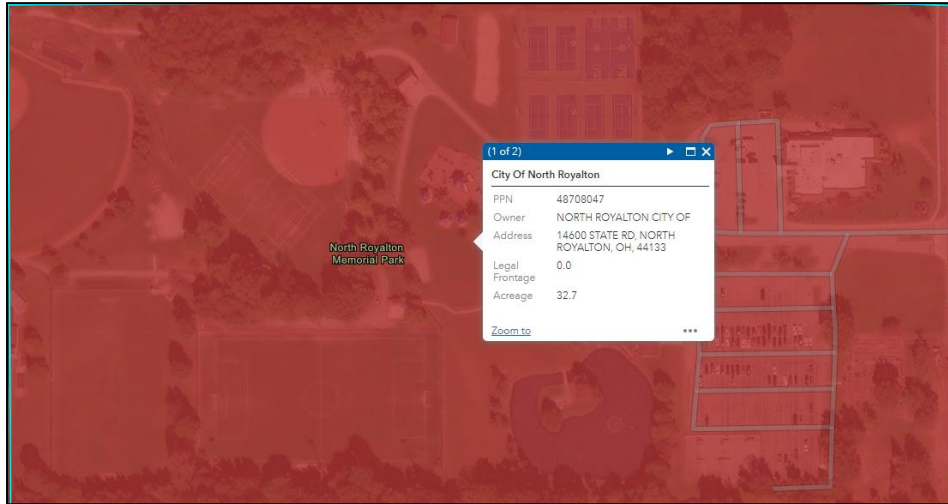 (1 of 2)
City Of North Royalton
PPN 48708047
Owner NORTH ROYALTON CITY OF
Address 14600 STATE RD, NORTH
ROYALTON, OH, 44133
Legal
Frontage 0.0
Acreage 32.7
Zoom to
North Royalton
Memorial Park